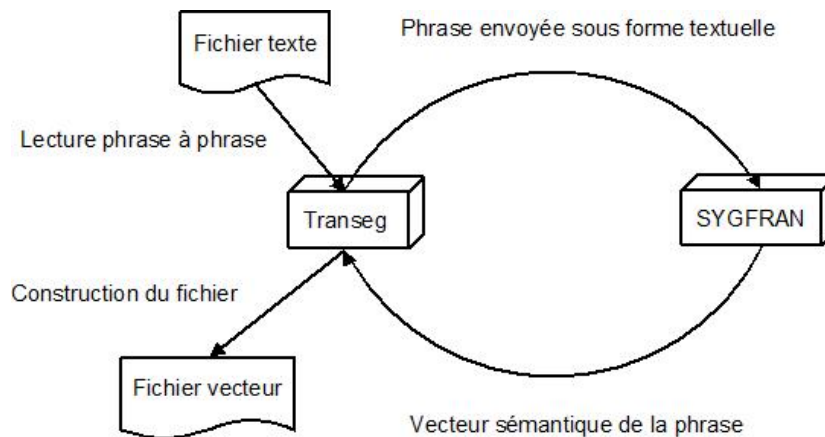 Fichier texte
Phrase envoyée sous forme textuelle
Lecture phrase à phrase
Transeg
SYGFRAN
Construction du fichier
Fichier vecteur
Vecteur sémantique de la phrase